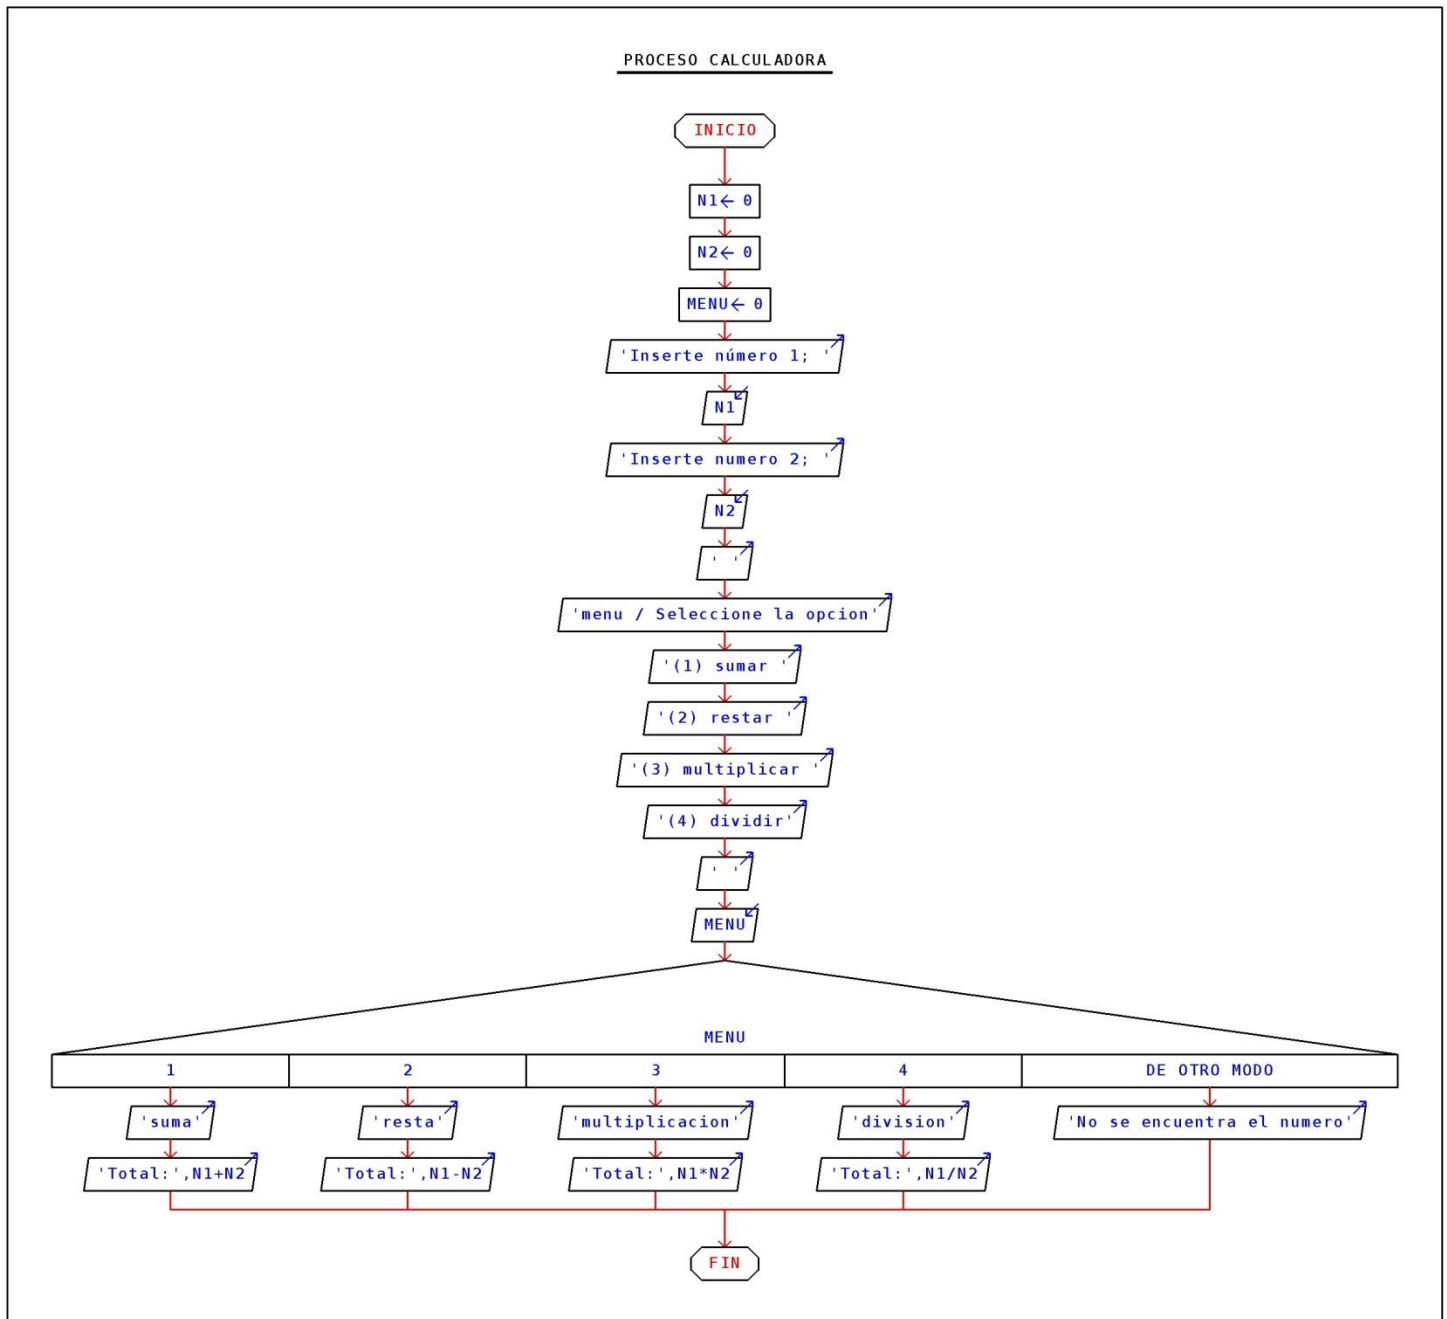 PROCESO CALCULADORA
INICIO
N1← 0
N2← 0
MENU← 0
'Inserte número 1; '
N1
'Inserte numero 2; '
N2
' '
'menu / Seleccione la opcion'
'(1) sumar '
'(2) restar '
'(3) multiplicar '
'(4) dividir'
' '
MENU
MENU
1 2 3 4 DE OTRO MODO
'suma' 'resta' 'multiplicacion' 'division' 'No se encuentra el numero'
'Total:',N1+N2 'Total:',N1-N2 'Total:',N1*N2 'Total:',N1/N2
FIN